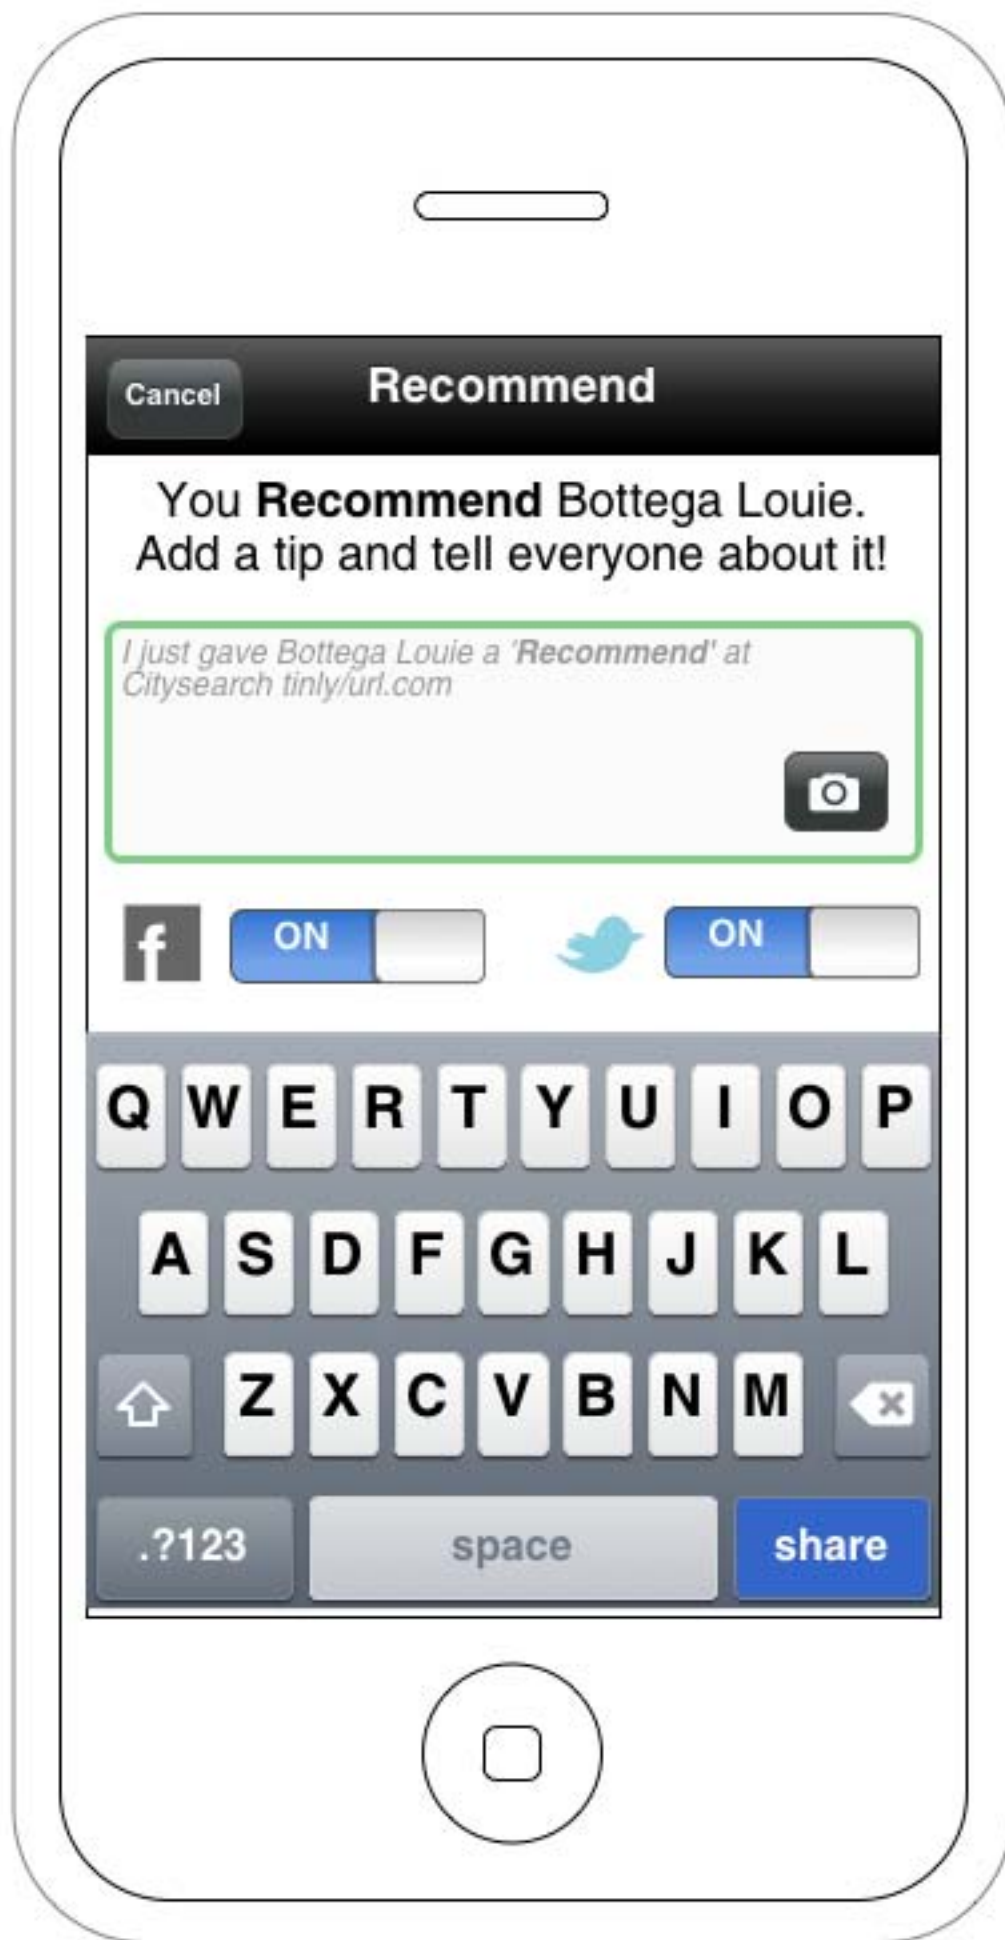 Cancel
Recommend
You Recommend Bottega Louie.
Add a tip and tell everyone about it!
I just gave Bottega Louie a 'Recommend' at
Citysearch tinly/url.com
f ON ON
Q W E R T Y U I O P
A S D F G H J K L
Z X C V B N M
.?123 space share